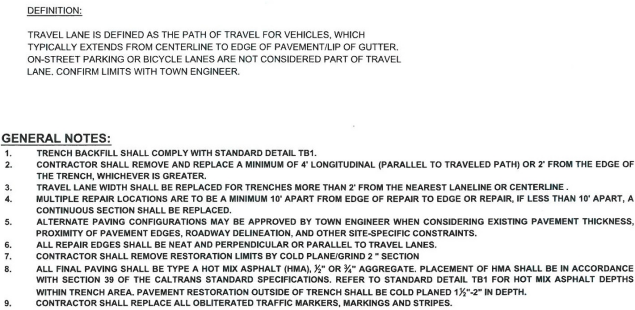 DEFINITION:
TRAVEL LANE IS DEFINED AS THE PATH OF TRAVEL FOR VEHICLES, WHICH
TYPICALLY EXTENDS FROM CENTERLINE TO EDGE OF PAVEMENT/LIP OF GUTTER.
ON-STREET PARKING OR BICYCLE LANES ARE NOT CONSIDERED PART OF TRAVEL
LANE. CONFIRM LIMITS WITH TOWN ENGINEER.
GENERAL NOTES:
1. TRENCH BACKFILL SHALL COMPLY WITH STANDARD DETAIL TB1.
2. CONTRACTOR SHALL REMOVE AND REPLACE A MINIMUM OF 4' LONGITUDINAL (PARALLEL TO TRAVELED PATH) OR 2' FROM THE EDGE OF
THE TRENCH, WHICHEVER IS GREATER.
3. TRAVEL LANE WIDTH SHALL BE REPLACED FOR TRENCHES MORE THAN 2' FROM THE NEAREST LANELINE OR CENTERLINE .
4. MULTIPLE REPAIR LOCATIONS ARE TO BE A MINIMUM 10' APART FROM EDGE OF REPAIR TO EDGE OR REPAIR, IF LESS THAN 10' APART, A
CONTINUOUS SECTION SHALL BE REPLACED.
5. ALTERNATE PAVING CONFIGURATIONS MAY BE APPROVED BY TOWN ENGINEER WHEN CONSIDERING EXISTING PAVEMENT THICKNESS,
PROXIMITY OF PAVEMENT EDGES, ROADWAY DELINEATION, AND OTHER SITE-SPECIFIC CONSTRAINTS.
6. ALL REPAIR EDGES SHALL BE NEAT AND PERPENDICULAR OR PARALLEL TO TRAVEL LANES.
7. CONTRACTOR SHALL REMOVE RESTORATION LIMITS BY COLD PLANE/GRIND 2 " SECTION
8. ALL FINAL PAVING SHALL BE TYPE A HOT MIX ASPHALT (HMA), ½" OR ¾" AGGREGATE. PLACEMENT OF HMA SHALL BE IN ACCORDANCE
WITH SECTION 39 OF THE CALTRANS STANDARD SPECIFICATIONS. REFER TO STANDARD DETAIL TB1 FOR HOT MIX ASPHALT DEPTHS
WITHIN TRENCH AREA. PAVEMENT RESTORATION OUTSIDE OF TRENCH SHALL BE COLD PLANED 1½"-2" IN DEPTH.
9. CONTRACTOR SHALL REPLACE ALL OBLITERATED TRAFFIC MARKERS, MARKINGS AND STRIPES.